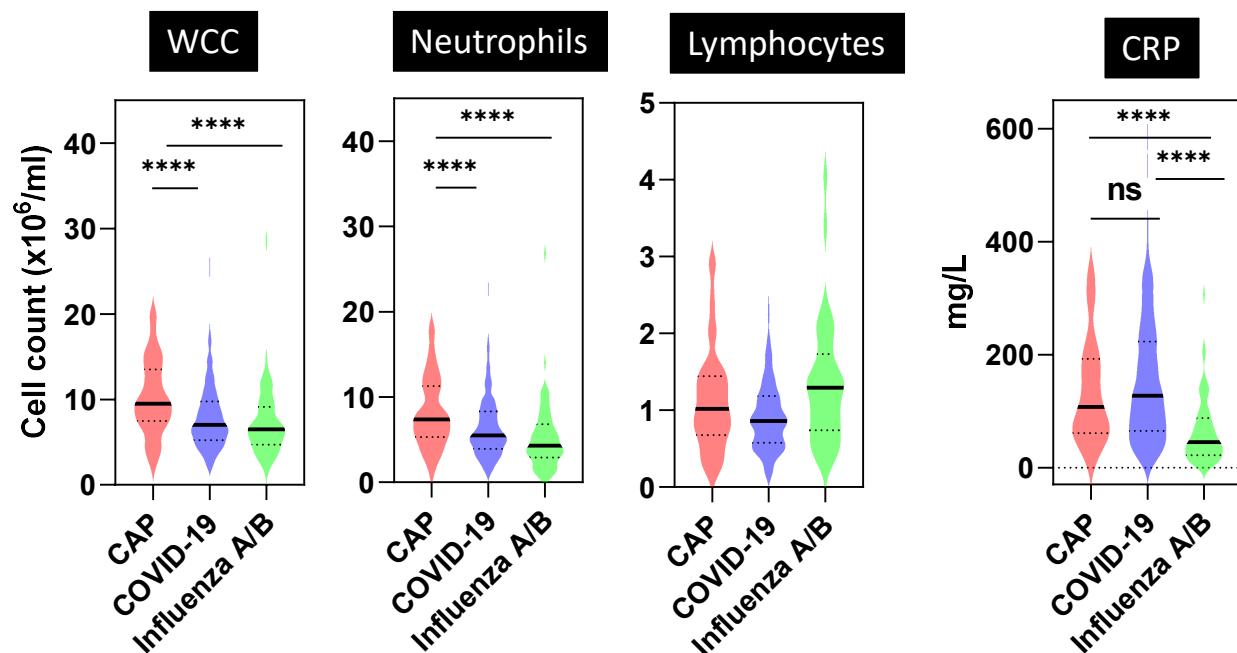 WCC
Neutrophils
Lymphocytes
CRP
Cell count (x10⁶/ml)
40
30
20
10
0
****
****
CAP
COVID-19
Influenza A/B
40
30
20
10
0
****
****
CAP
COVID-19
Influenza A/B
5
4
3
2
1
0
CAP
COVID-19
Influenza A/B
mg/L
600
400
200
0
****
****
ns
CAP
COVID-19
Influenza A/B